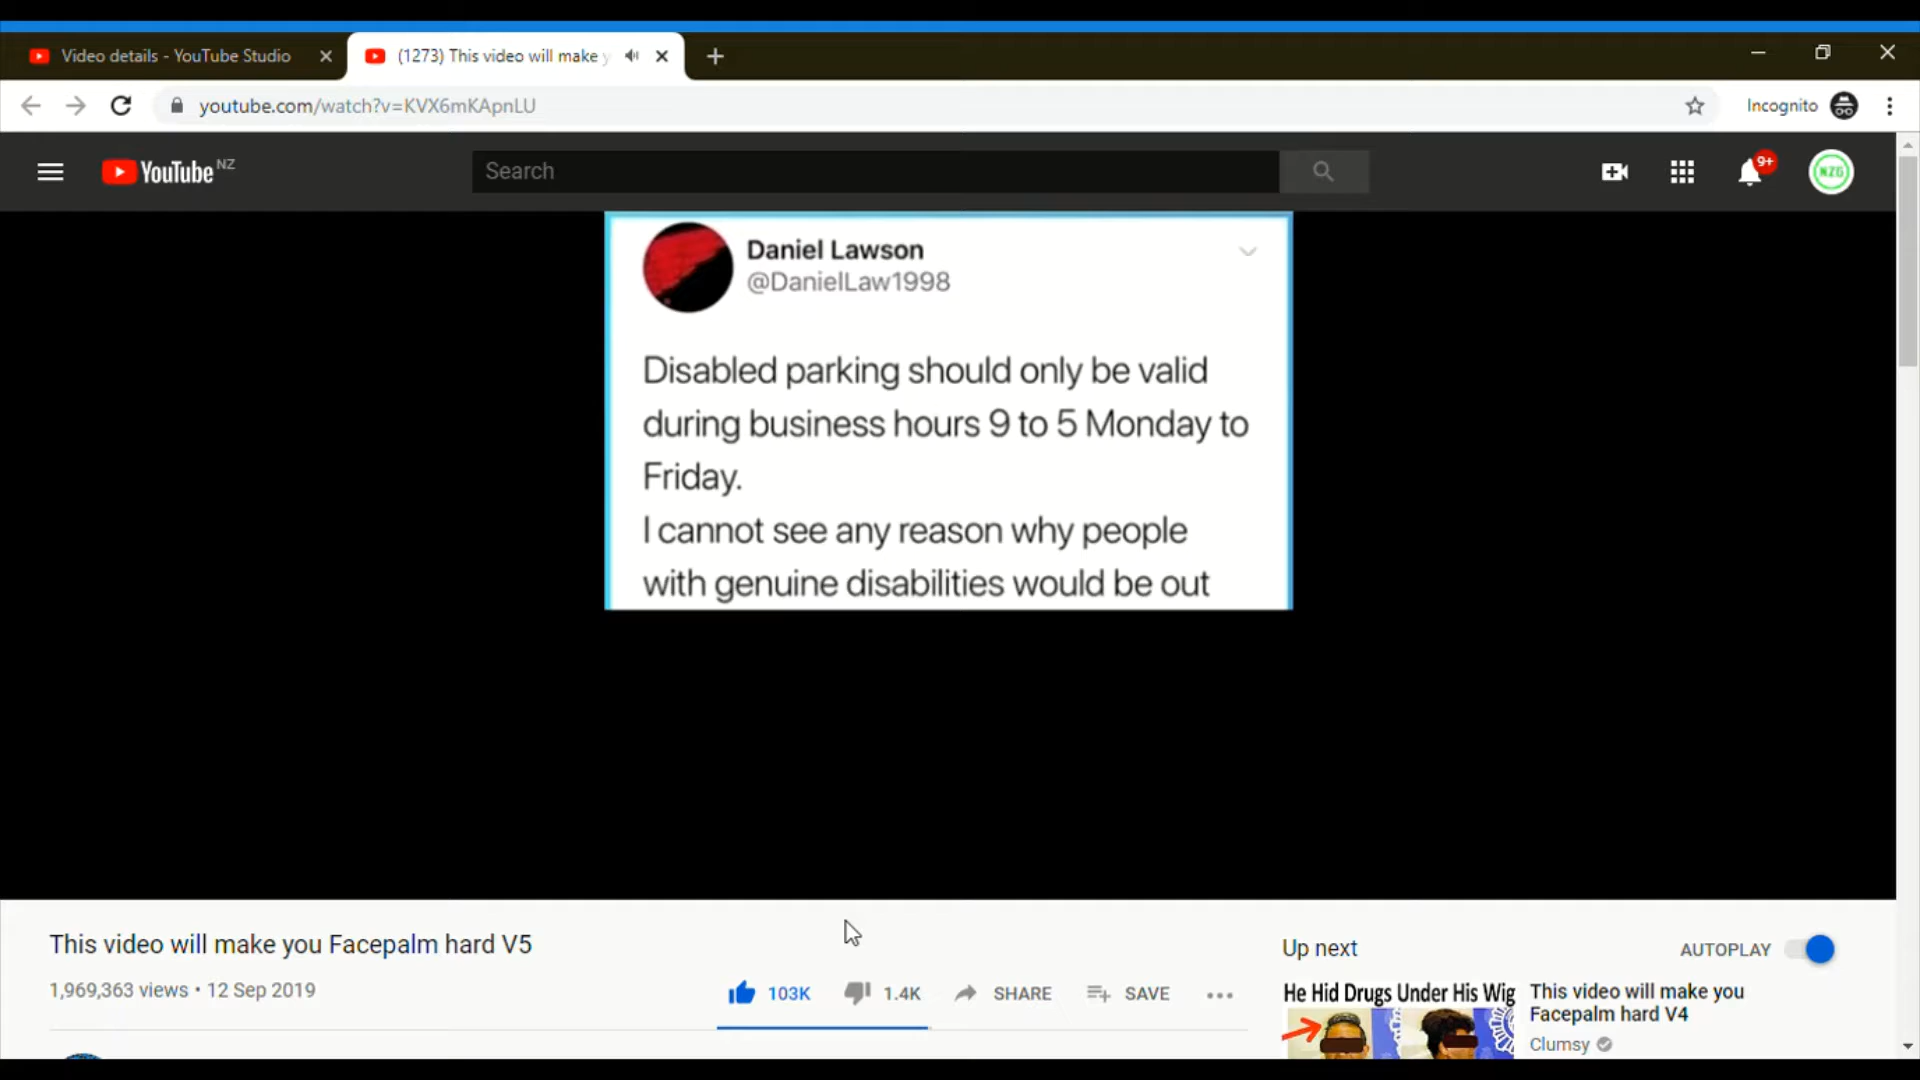 Video details - YouTube Studio
(1273) This video will make y
youtube.com/watch?v=KVX6mKApnLU
Incognito
YouTube NZ
Search
9+
NZG
Daniel Lawson
@DanielLaw1998
Disabled parking should only be valid
during business hours 9 to 5 Monday to
Friday.
I cannot see any reason why people
with genuine disabilities would be out
This video will make you Facepalm hard V5
1,969,363 views • 12 Sep 2019
103K
1.4K
SHARE
SAVE
Up next
AUTOPLAY
He Hid Drugs Under His Wig
This video will make you
Facepalm hard V4
Clumsy